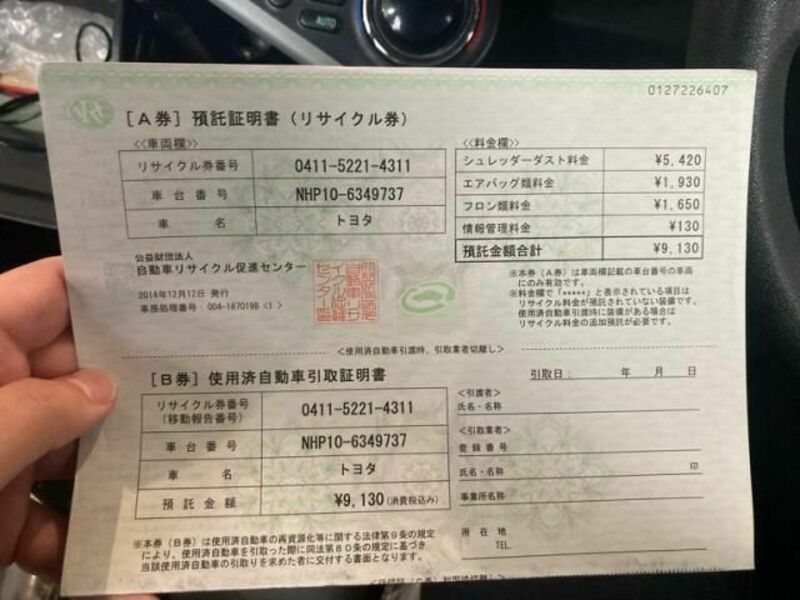 AUTO
0127226407
[A券] 預託証明書 (リサイクル券)
<<車両欄>>
リサイクル券番号 0411-5221-4311
車台番号 NHP10-6349737
車名 トヨタ
<<料金欄>>
シュレッダーダスト料金 ¥5,420
エアバッグ類料金 ¥1,930
フロン類料金 ¥1,650
情報管理料金 ¥130
預託金額合計 ¥9,130
公益財団法人
自動車リサイクル促進センター
2014年12月12日 発行
事務処理番号:004-1870198<1>
※本券(A券)は車両欄記載の車台番号の車両
にのみ有効です。
※料金欄で「*****」と表示されている項目は
リサイクル料金が預託されていない装備です。
使用済自動車引渡時に装備がある場合は
リサイクル料金の追加預託が必要です。
<使用済自動車引渡時、引取業者切離し>
[B券] 使用済自動車引取証明書
引取日: 年 月 日
リサイクル券番号
(移動報告番号) 0411-5221-4311
車台番号 NHP10-6349737
車名 トヨタ
預託金額 ¥9,130(消費税込み)
<引渡者>
氏名・名称
<引取業者>
登録番号
氏名・名称 印
事業所名称
所在地
TEL
※本券(B券)は使用済自動車の再資源化等に関する法律第9条の規定
により、使用済自動車を引取った際に同法第80条の規定に基づき
当該使用済自動車の引取りを求めた者に交付する書面となります。